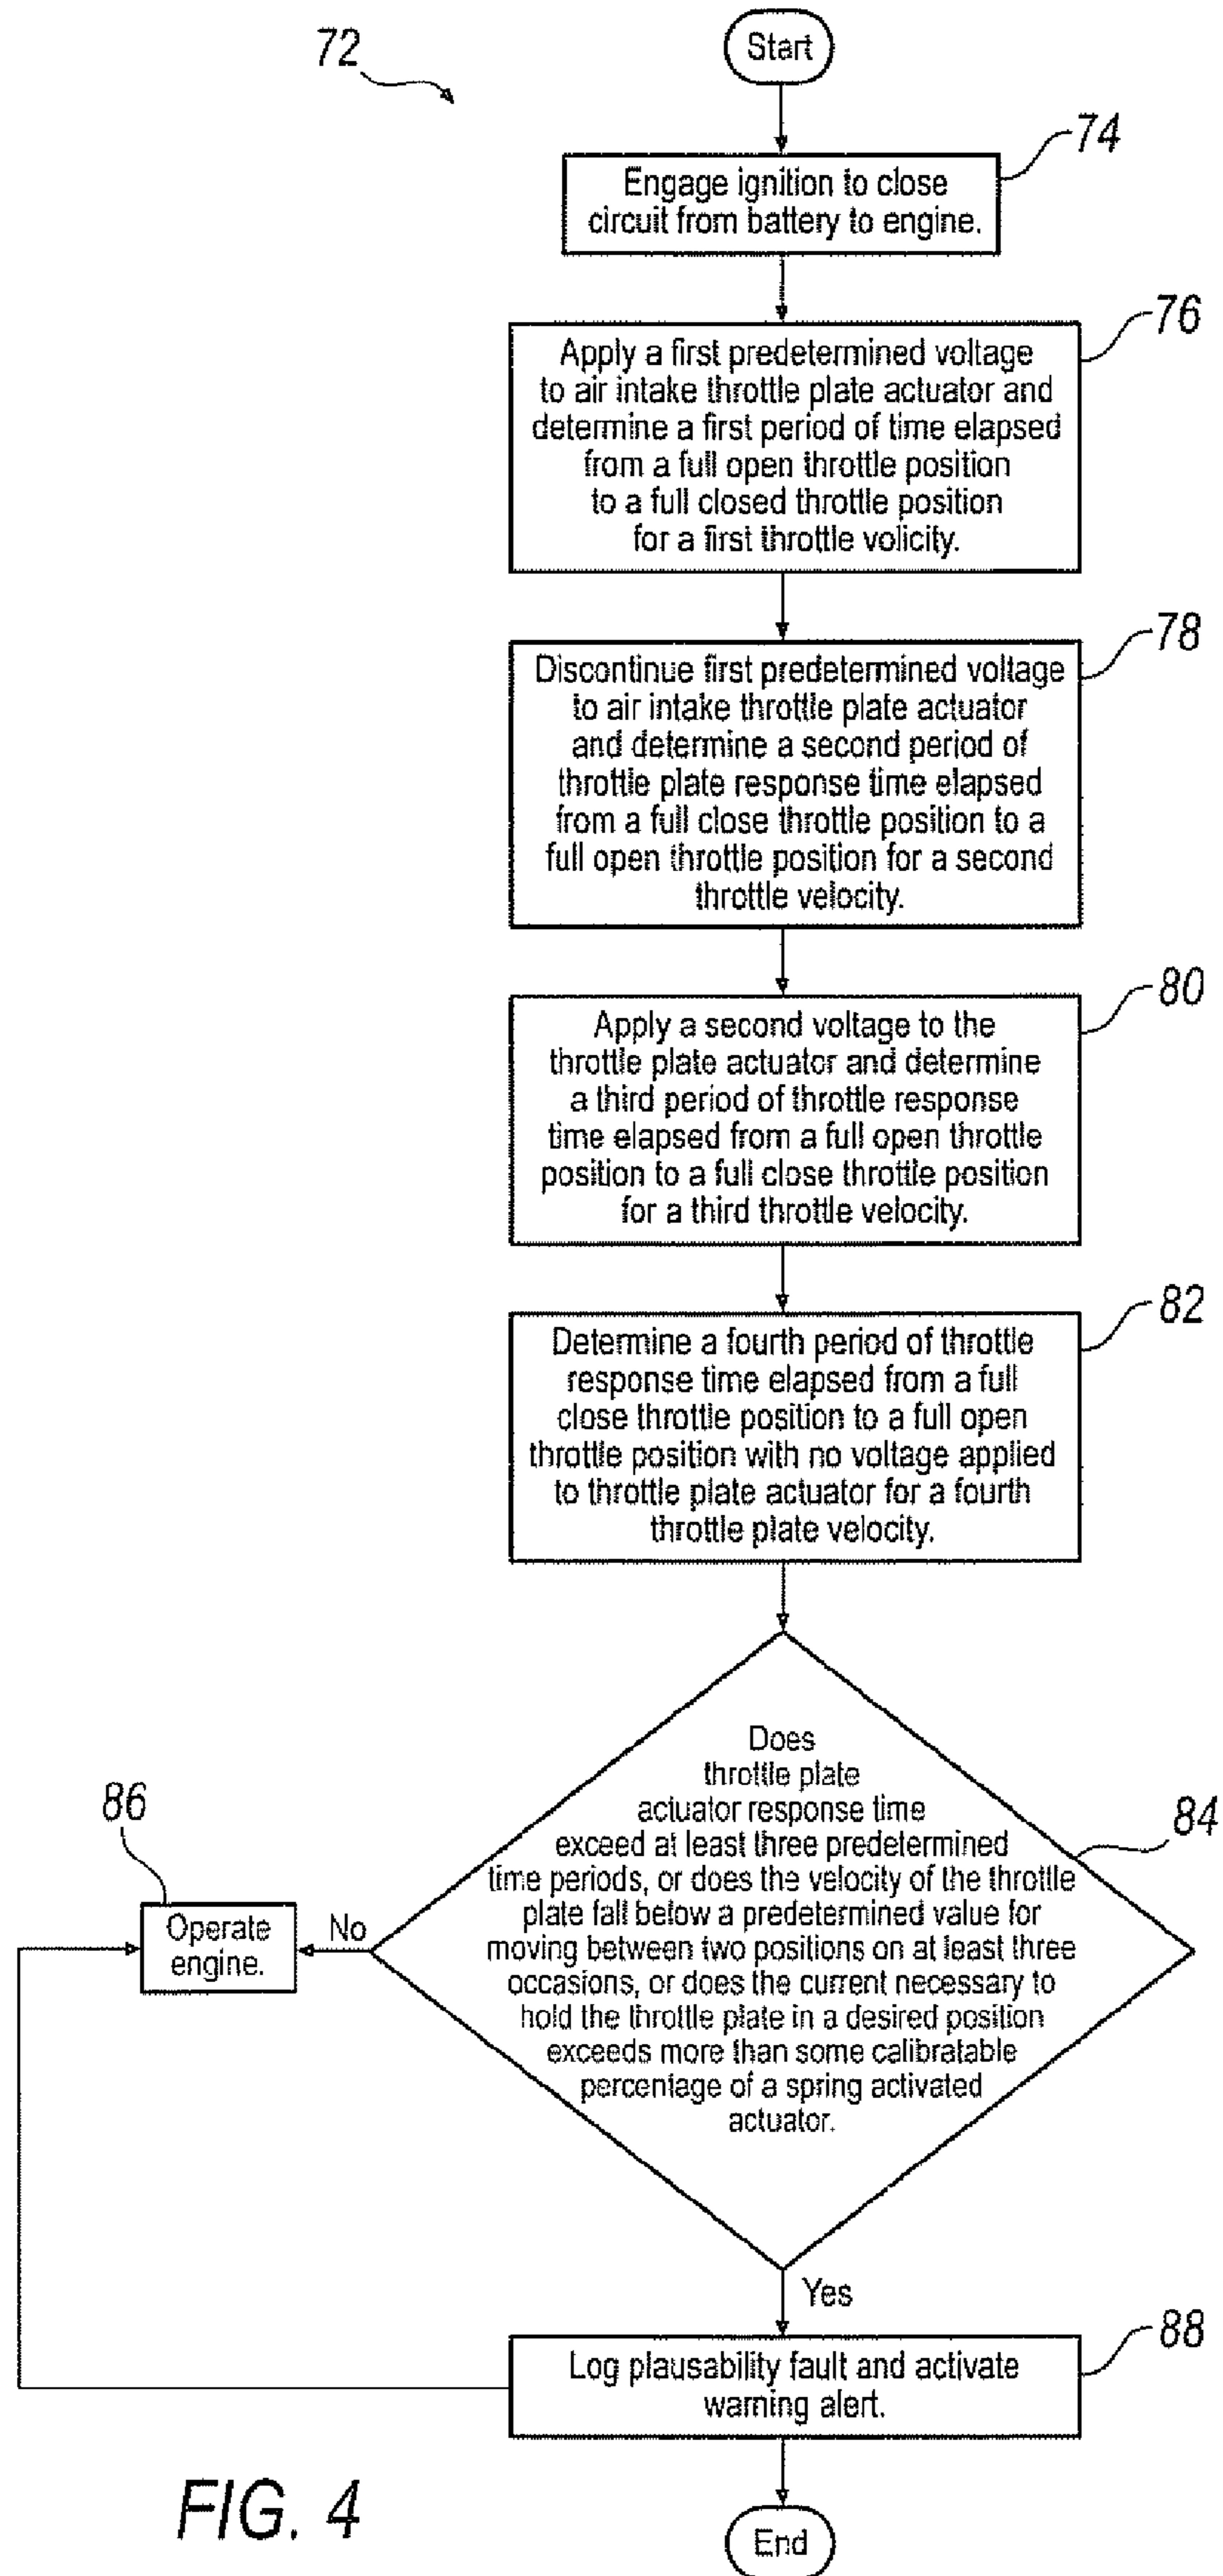 72
Start
74
Engage ignition to close
circuit from battery to engine.
76
Apply a first predetermined voltage
to air intake throttle plate actuator and
determine a first period of time elapsed
from a full open throttle position
to a full closed throttle position
for a first throttle volicity.
78
Discontinue first predetermined voltage
to air intake throttle plate actuator
and determine a second period of
throttle plate response time elapsed
from a full close throttle position to a
full open throttle position for a second
throttle velocity.
80
Apply a second voltage to the
throttle plate actuator and determine
a third period of throttle response
time elapsed from a full open throttle
position to a full close throttle position
for a third throttle velocity.
82
Determine a fourth period of throttle
response time elapsed from a full
close throttle position to a full open
throttle position with no voltage applied
to throttle plate actuator for a fourth
throttle plate velocity.
84
Does
throttle plate
actuator response time
exceed at least three predetermined
time periods, or does the velocity of the throttle
plate fall below a predetermined value for
moving between two positions on at least three
occasions, or does the current necessary to
hold the throttle plate in a desired position
exceeds more than some calibratable
percentage of a spring activated
actuator.
86
Operate
engine.
No
Yes
88
Log plausability fault and activate
warning alert.
End
FIG. 4